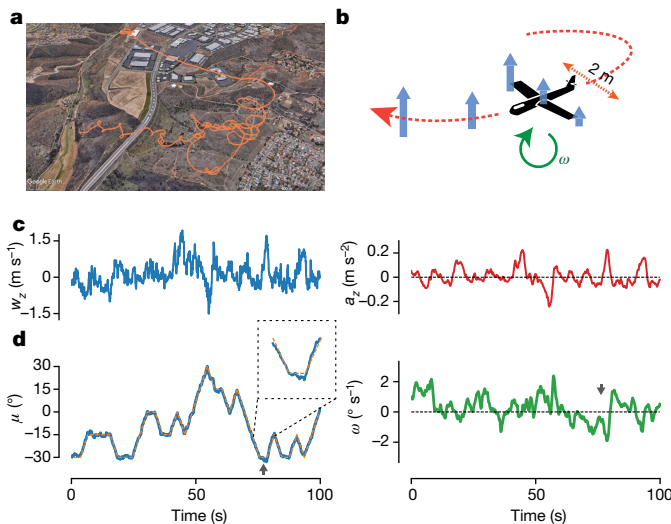 a
Google Earth
b
2 m
ω
c
w_z (m s⁻¹)
1.5
0
−1.5
a_z (m s⁻²)
0.2
0
−0.2
d
μ (°)
30
15
0
−15
−30
0
50
100
Time (s)
ω (° s⁻¹)
2
0
−2
0
50
100
Time (s)